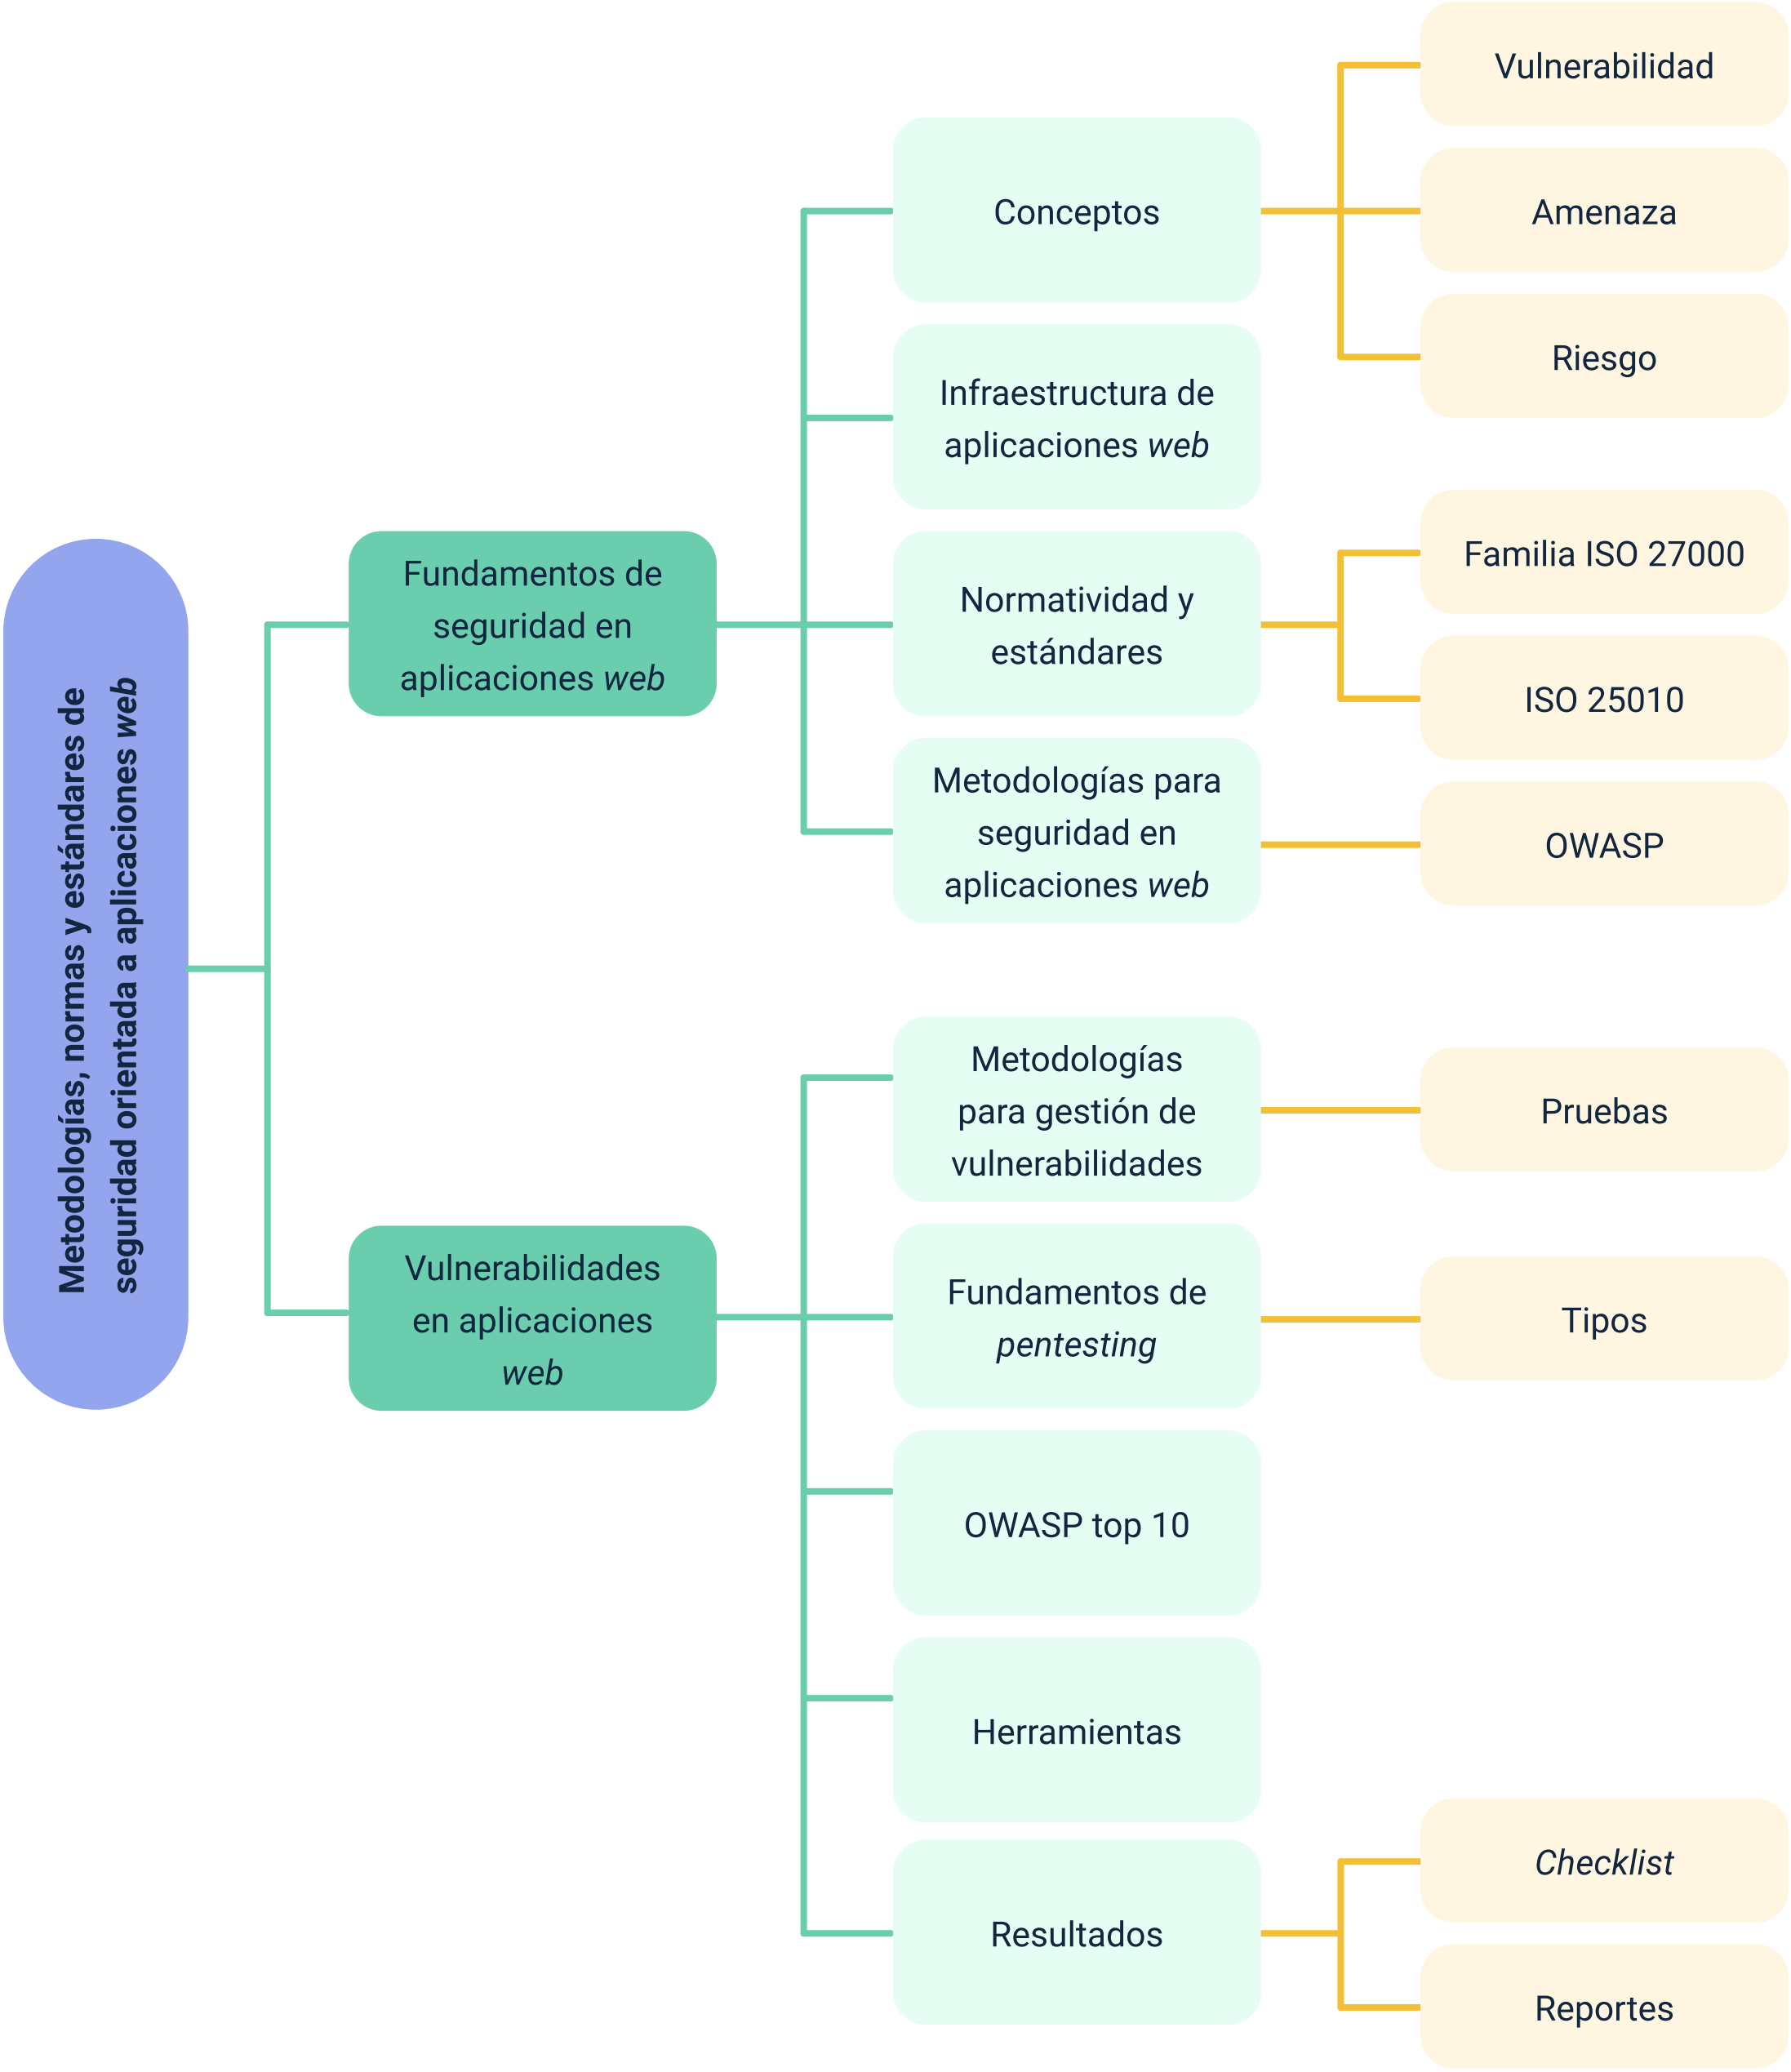 Metodologías, normas y estándares de
seguridad orientada a aplicaciones web
Fundamentos de
seguridad en
aplicaciones web
Conceptos
Vulnerabilidad
Amenaza
Riesgo
Infraestructura de
aplicaciones web
Normatividad y
estándares
Familia ISO 27000
ISO 25010
Metodologías para
seguridad en
aplicaciones web
OWASP
Vulnerabilidades
en aplicaciones
web
Metodologías
para gestión de
vulnerabilidades
Pruebas
Fundamentos de
pentesting
Tipos
OWASP top 10
Herramientas
Resultados
Checklist
Reportes